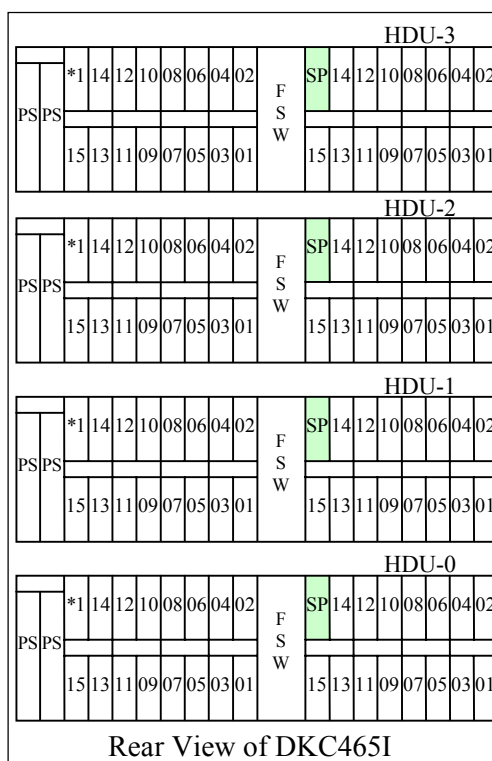 HDU-3
*1 14 12 10 08 06 04 02 SP 14 12 10 08 06 04 02
PS PS F S W
15 13 11 09 07 05 03 01 15 13 11 09 07 05 03 01
HDU-2
*1 14 12 10 08 06 04 02 SP 14 12 10 08 06 04 02
PS PS F S W
15 13 11 09 07 05 03 01 15 13 11 09 07 05 03 01
HDU-1
*1 14 12 10 08 06 04 02 SP 14 12 10 08 06 04 02
PS PS F S W
15 13 11 09 07 05 03 01 15 13 11 09 07 05 03 01
HDU-0
*1 14 12 10 08 06 04 02 SP 14 12 10 08 06 04 02
PS PS F S W
15 13 11 09 07 05 03 01 15 13 11 09 07 05 03 01
Rear View of DKC465I